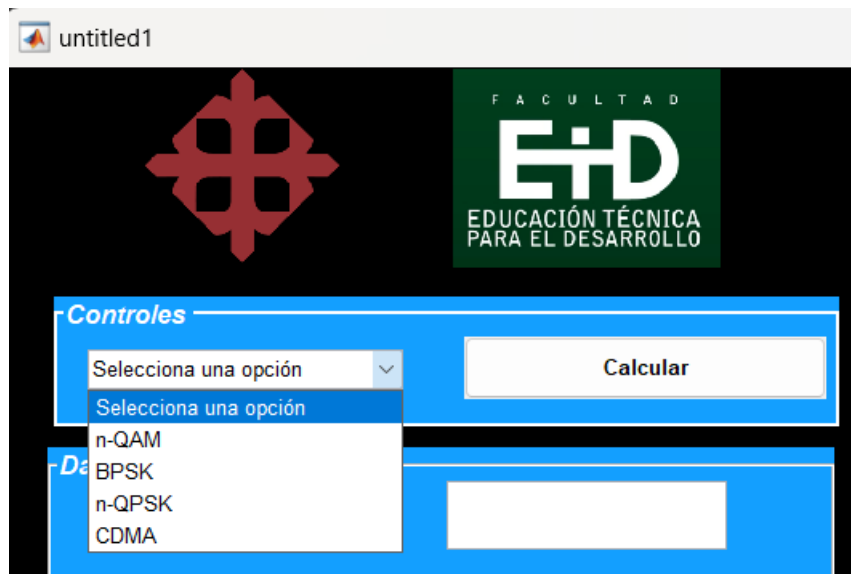 untitled1
FACULTAD
EtD
EDUCACIÓN TÉCNICA
PARA EL DESARROLLO
Controles
Selecciona una opción
Calcular
Selecciona una opción
n-QAM
BPSK
n-QPSK
CDMA